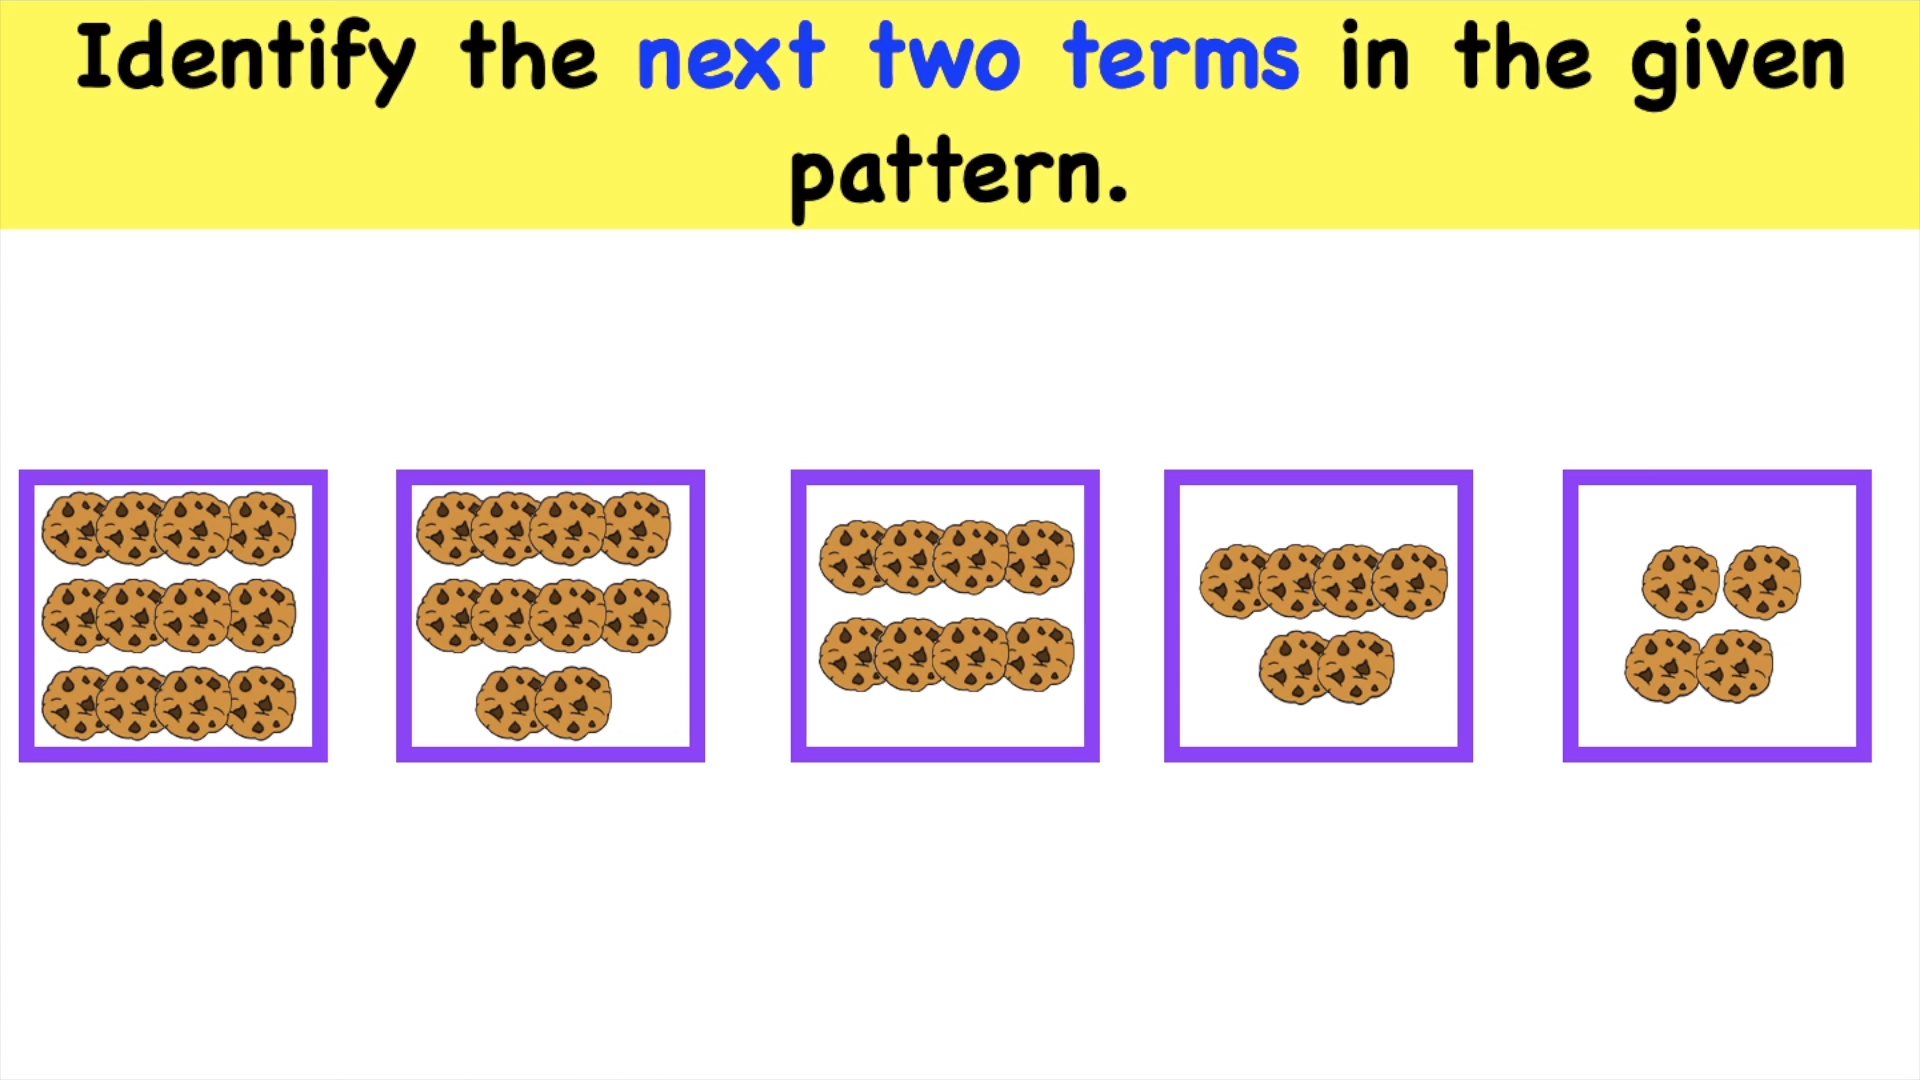 Identify the next two terms in the given
pattern.